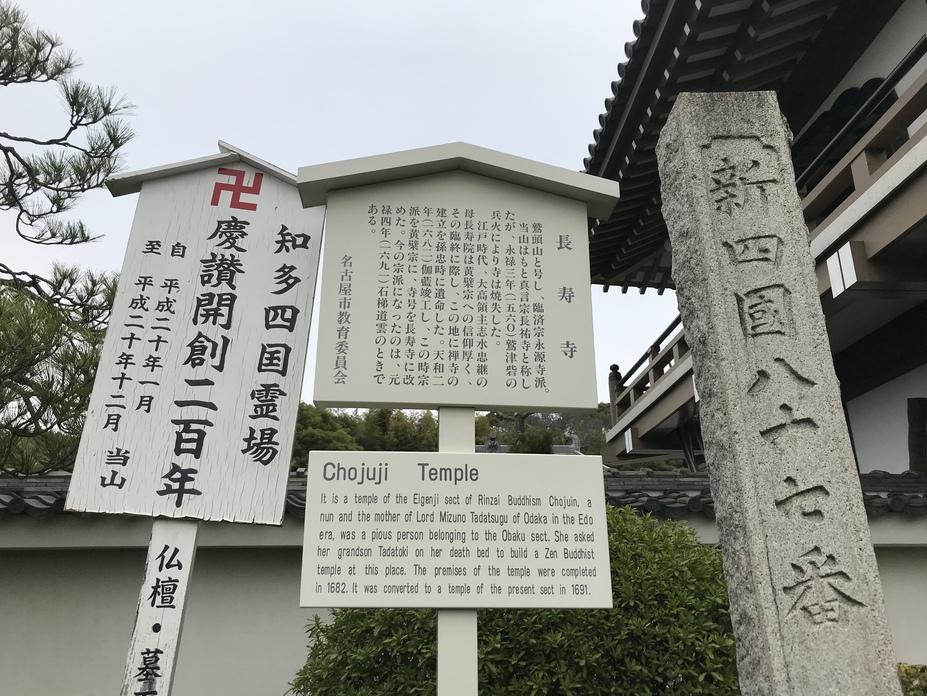 知多四国霊場
卍慶讃開創二百年
自 平成二十年一月
至 平成二十年十二月 当山
仏檀・墓
長寿寺
鷲頭山と号し、臨済宗永源寺派。
当山はもと真言宗長祐寺と称し
たが、永禄三年(一五六〇)鷲津砦の
兵火により寺は焼失した。
江戸時代、大高領主志水忠継の
母長寿院は黄檗宗への信仰厚く、
その臨終に際し、この地に禅寺の
建立を孫忠時に遺命した。天和二
年(一六八二)伽藍竣工し、この時宗
派を黄檗宗に、寺号を長寿寺に改
めた。今の宗派になったのは、元
禄四年(一六九一)石梯道雲のときで
ある。
名古屋市教育委員会
Chojuji Temple
It is a temple of the Eigenji sect of Rinzai Buddhism Chojuin, a
nun and the mother of Lord Mizuno Tadatsugu of Odaka in the Edo
era, was a pious person belonging to the Obaku sect. She asked
her grandson Tadatoki on her death bed to build a Zen Buddhist
temple at this place. The premises of the temple were completed
in 1682. It was converted to a temple of the present sect in 1691.
新四國八十七番